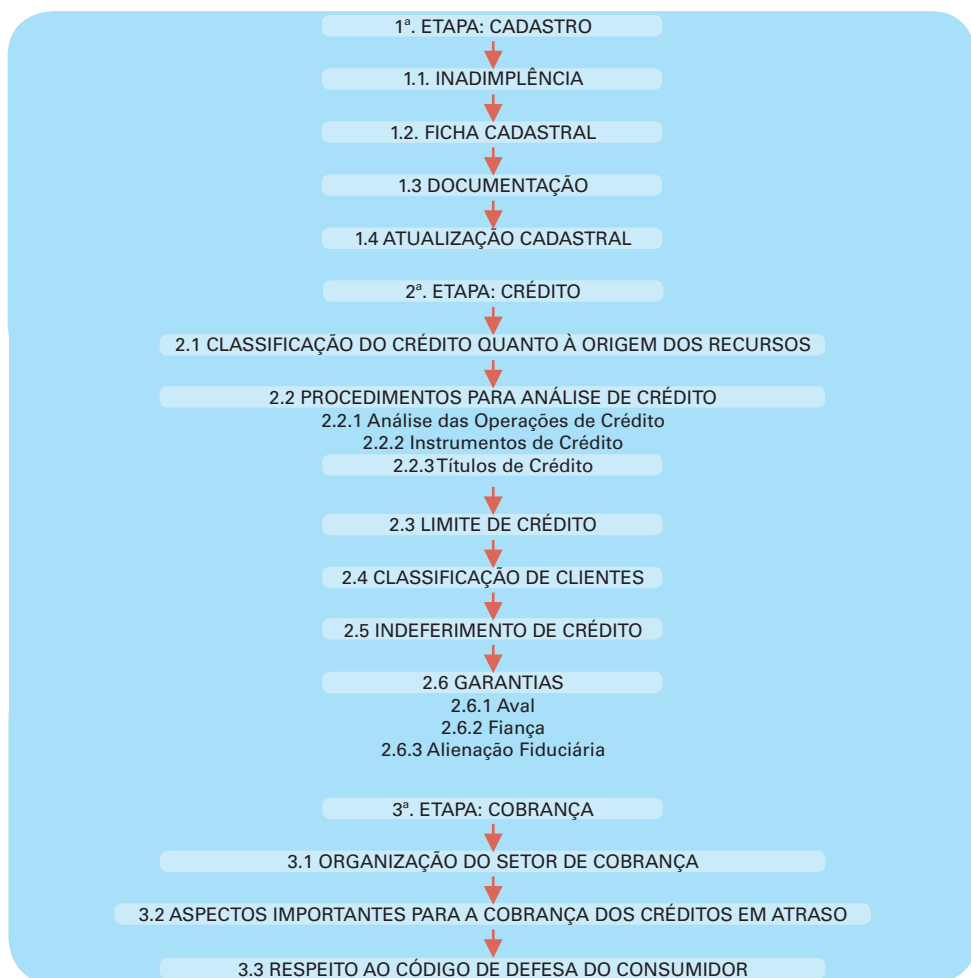 1ª. ETAPA: CADASTRO
1.1. INADIMPLÊNCIA
1.2. FICHA CADASTRAL
1.3 DOCUMENTAÇÃO
1.4 ATUALIZAÇÃO CADASTRAL
2ª. ETAPA: CRÉDITO
2.1 CLASSIFICAÇÃO DO CRÉDITO QUANTO À ORIGEM DOS RECURSOS
2.2 PROCEDIMENTOS PARA ANÁLISE DE CRÉDITO
2.2.1 Análise das Operações de Crédito
2.2.2 Instrumentos de Crédito
2.2.3 Títulos de Crédito
2.3 LIMITE DE CRÉDITO
2.4 CLASSIFICAÇÃO DE CLIENTES
2.5 INDEFERIMENTO DE CRÉDITO
2.6 GARANTIAS
2.6.1 Aval
2.6.2 Fiança
2.6.3 Alienação Fiduciária
3ª. ETAPA: COBRANÇA
3.1 ORGANIZAÇÃO DO SETOR DE COBRANÇA
3.2 ASPECTOS IMPORTANTES PARA A COBRANÇA DOS CRÉDITOS EM ATRASO
3.3 RESPEITO AO CÓDIGO DE DEFESA DO CONSUMIDOR